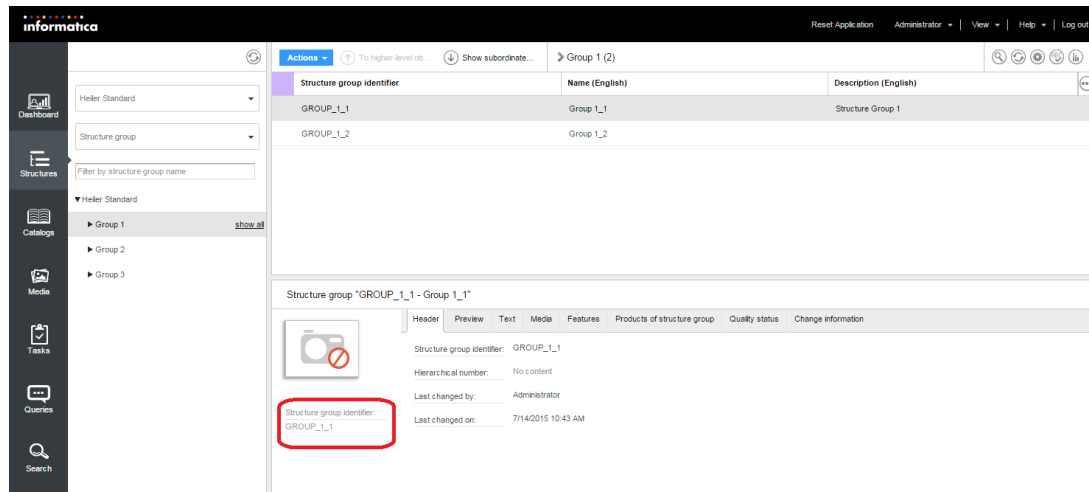 informatica
Reset Application Administrator View Help Log out
Actions To higher-level ob... Show subordinate... Group 1 (2)
Structure group identifier Name (English) Description (English)
GROUP_1_1 Group 1_1 Structure Group 1
GROUP_1_2 Group 1_2
Dashboard
Structures
Catalogs
Media
Tasks
Queries
Search
Heiler Standard
Structure group
Filter by structure group name
Heiler Standard
Group 1 show all
Group 2
Group 3
Structure group "GROUP_1_1 - Group 1_1"
Header Preview Text Media Features Products of structure group Quality status Change information
Structure group identifier: GROUP_1_1
Hierarchical number: No content
Last changed by: Administrator
Last changed on: 7/14/2015 10:43 AM
Structure group identifier:
GROUP_1_1